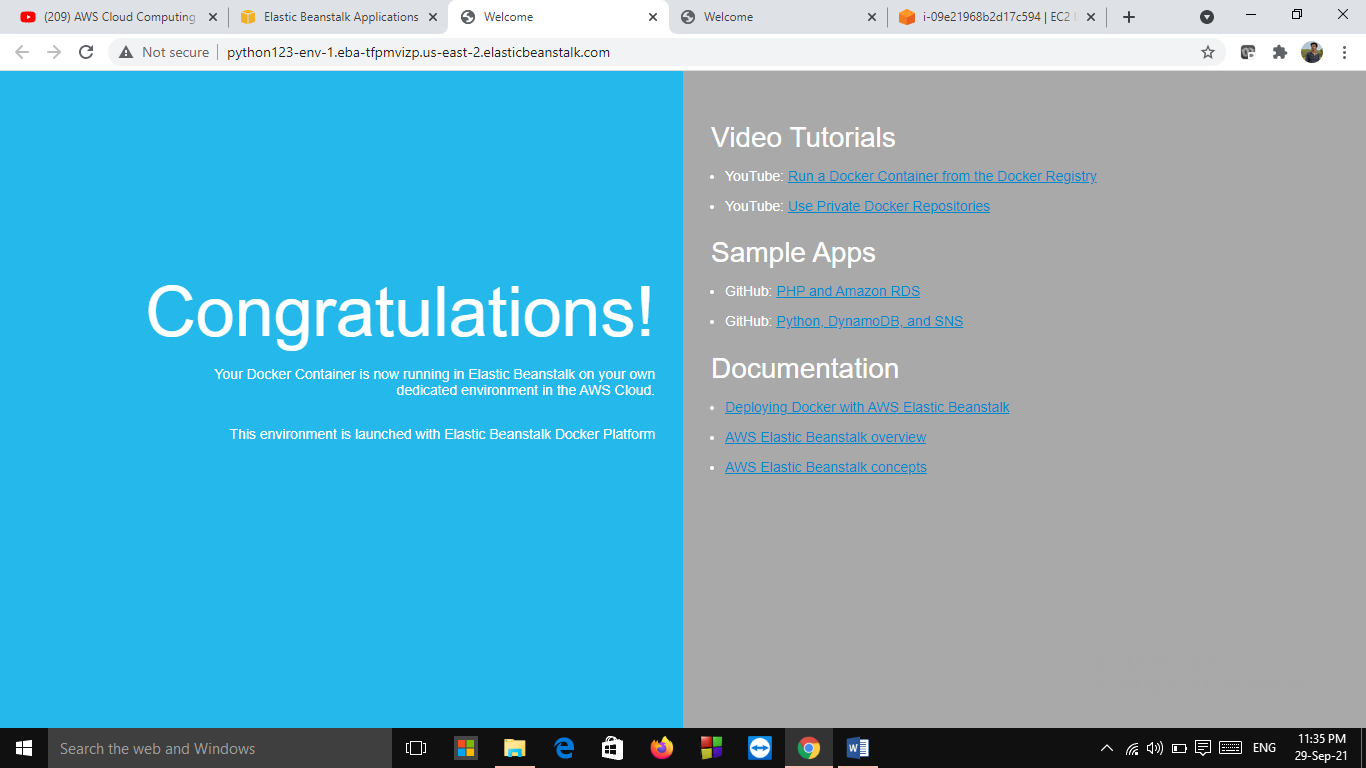 (209) AWS Cloud Computing
Elastic Beanstalk Applications
Welcome
Welcome
i-09e21968b2d17c594 | EC2
Not secure
python123-env-1.eba-tfpmvizp.us-east-2.elasticbeanstalk.com
Congratulations!
Your Docker Container is now running in Elastic Beanstalk on your own
dedicated environment in the AWS Cloud.
This environment is launched with Elastic Beanstalk Docker Platform
Video Tutorials
• YouTube: Run a Docker Container from the Docker Registry
• YouTube: Use Private Docker Repositories
Sample Apps
• GitHub: PHP and Amazon RDS
• GitHub: Python, DynamoDB, and SNS
Documentation
• Deploying Docker with AWS Elastic Beanstalk
• AWS Elastic Beanstalk overview
• AWS Elastic Beanstalk concepts
Search the web and Windows
ENG
11:35 PM
29-Sep-21